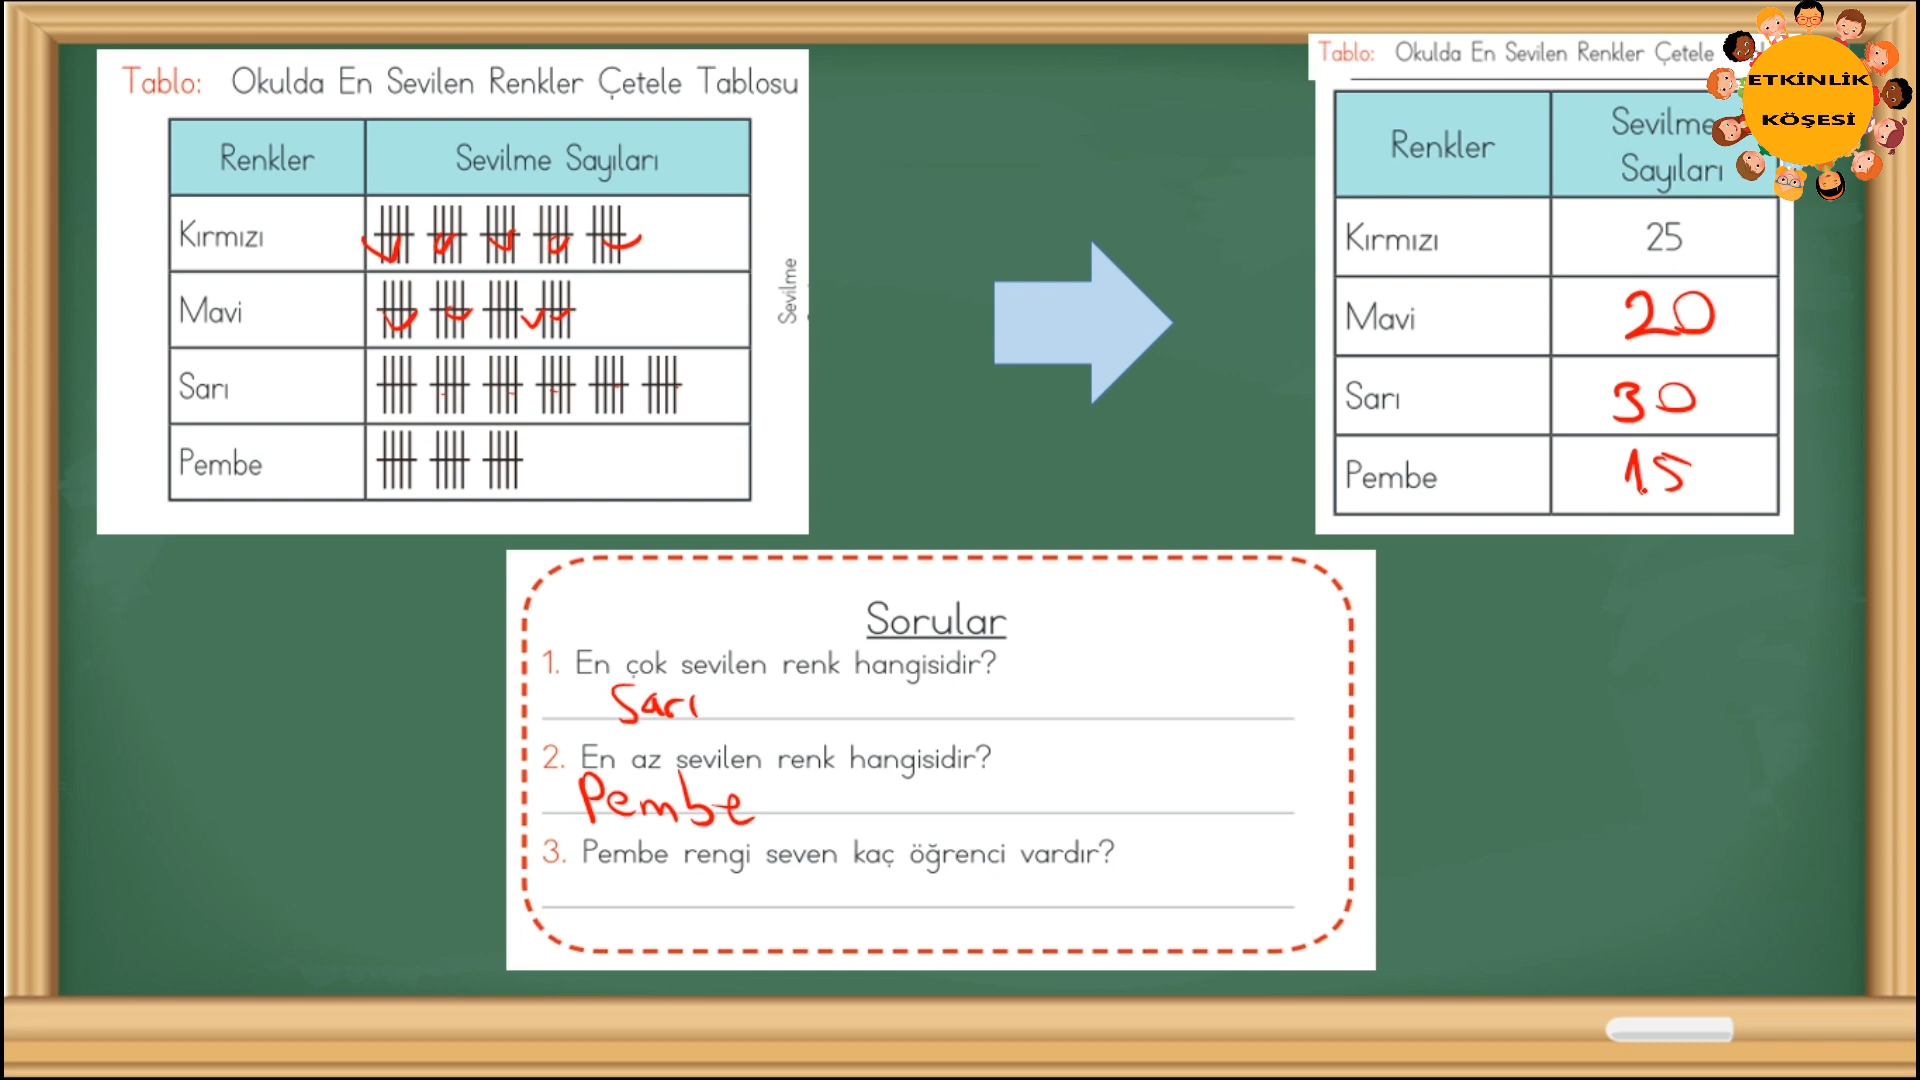 Tablo: Okulda En Sevilen Renkler Çetele Tablosu
Renkler Sevilme Sayıları
Kırmızı
Mavi
Sarı
Pembe
Sevilme
Tablo: Okulda En Sevilen Renkler Çetele
ETKİNLİK
KÖŞESİ
Renkler Sevilme
Sayıları
Kırmızı 25
Mavi 20
Sarı 30
Pembe 15
Sorular
1. En çok sevilen renk hangisidir?
Sarı
2. En az sevilen renk hangisidir?
Pembe
3. Pembe rengi seven kaç öğrenci vardır?